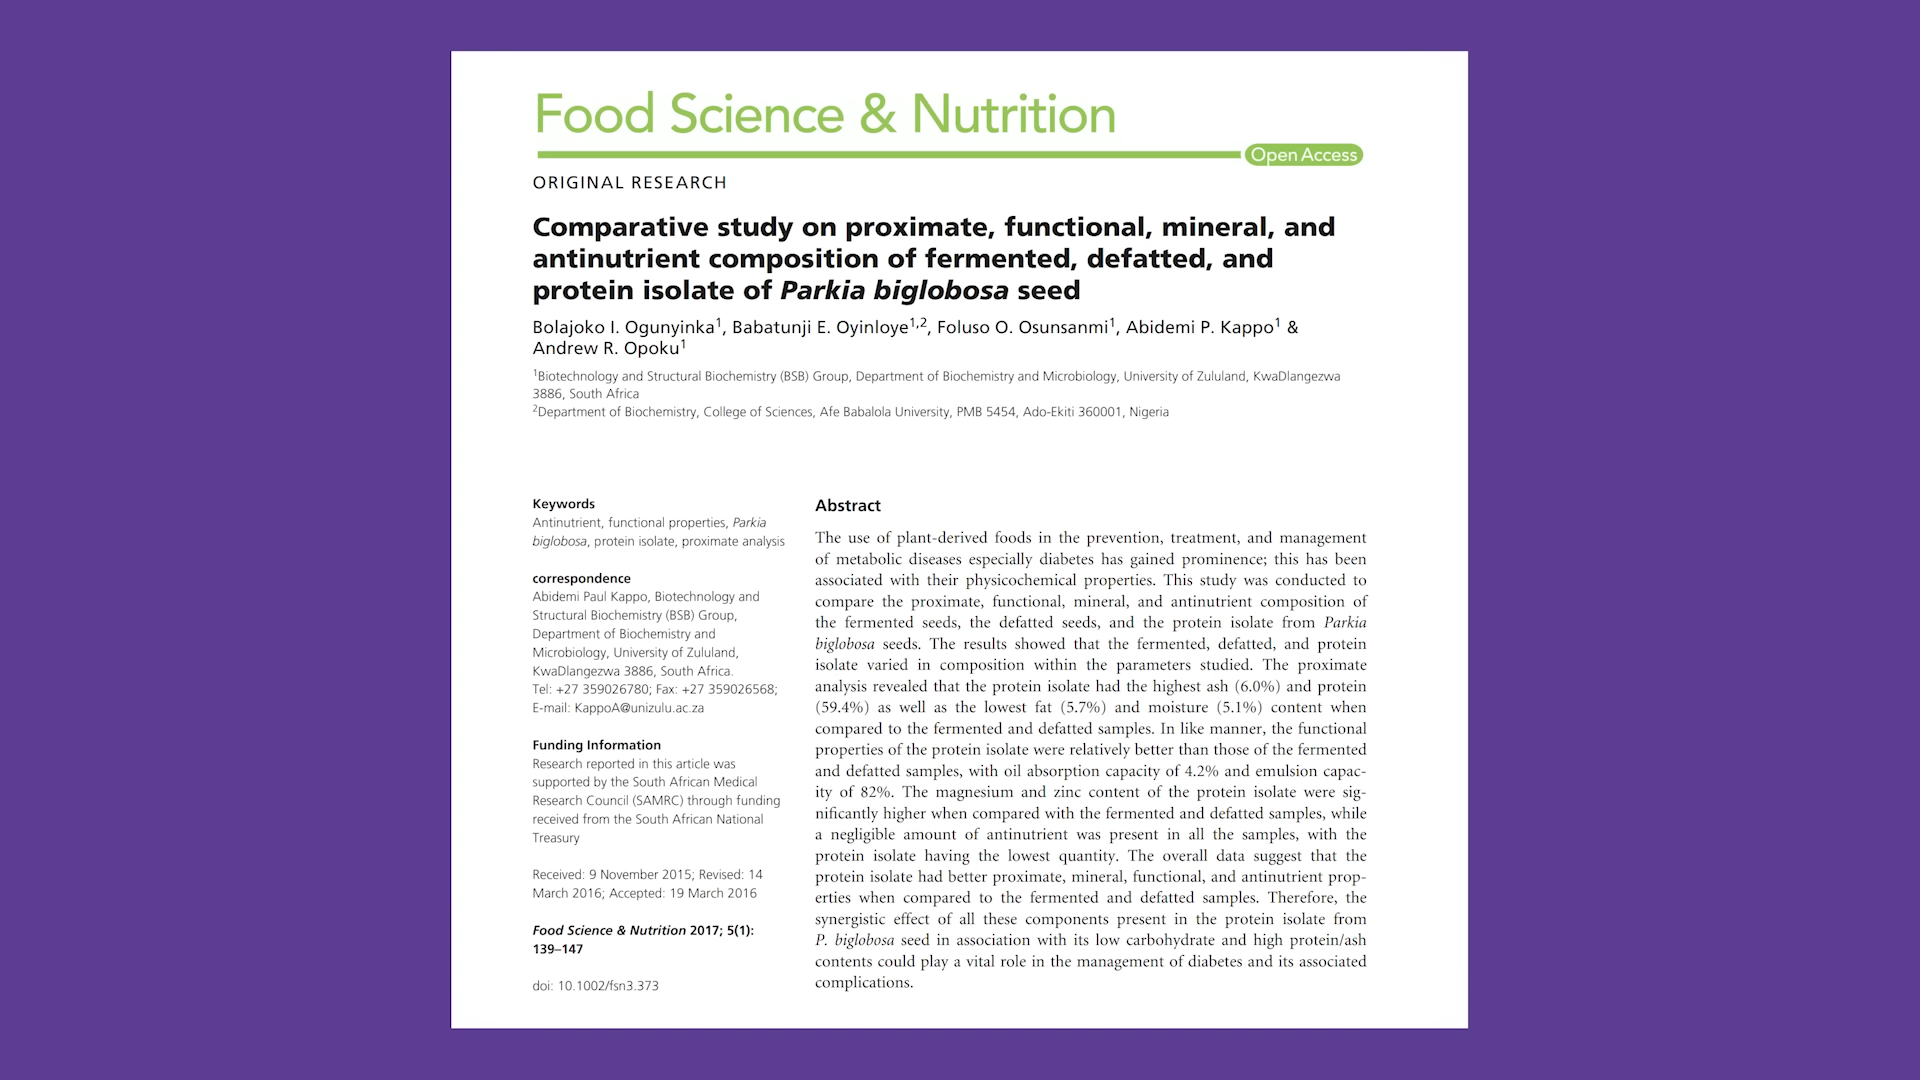 Food Science & Nutrition
Open Access
ORIGINAL RESEARCH
Comparative study on proximate, functional, mineral, and
antinutrient composition of fermented, defatted, and
protein isolate of Parkia biglobosa seed
Bolajoko I. Ogunyinka1, Babatunji E. Oyinloye1,2, Foluso O. Osunsanmi1, Abidemi P. Kappo1 &
Andrew R. Opoku1
1Biotechnology and Structural Biochemistry (BSB) Group, Department of Biochemistry and Microbiology, University of Zululand, KwaDlangezwa
3886, South Africa
2Department of Biochemistry, College of Sciences, Afe Babalola University, PMB 5454, Ado-Ekiti 360001, Nigeria
Keywords
Antinutrient, functional properties, Parkia
biglobosa, protein isolate, proximate analysis
correspondence
Abidemi Paul Kappo, Biotechnology and
Structural Biochemistry (BSB) Group,
Department of Biochemistry and
Microbiology, University of Zululand,
KwaDlangezwa 3886, South Africa.
Tel: +27 359026780; Fax: +27 359026568;
E-mail: KappoA@unizulu.ac.za
Funding Information
Research reported in this article was
supported by the South African Medical
Research Council (SAMRC) through funding
received from the South African National
Treasury
Received: 9 November 2015; Revised: 14
March 2016; Accepted: 19 March 2016
Food Science & Nutrition 2017; 5(1):
139–147
doi: 10.1002/fsn3.373
Abstract
The use of plant-derived foods in the prevention, treatment, and management
of metabolic diseases especially diabetes has gained prominence; this has been
associated with their physicochemical properties. This study was conducted to
compare the proximate, functional, mineral, and antinutrient composition of
the fermented seeds, the defatted seeds, and the protein isolate from Parkia
biglobosa seeds. The results showed that the fermented, defatted, and protein
isolate varied in composition within the parameters studied. The proximate
analysis revealed that the protein isolate had the highest ash (6.0%) and protein
(59.4%) as well as the lowest fat (5.7%) and moisture (5.1%) content when
compared to the fermented and defatted samples. In like manner, the functional
properties of the protein isolate were relatively better than those of the fermented
and defatted samples, with oil absorption capacity of 4.2% and emulsion capac-
ity of 82%. The magnesium and zinc content of the protein isolate were sig-
nificantly higher when compared with the fermented and defatted samples, while
a negligible amount of antinutrient was present in all the samples, with the
protein isolate having the lowest quantity. The overall data suggest that the
protein isolate had better proximate, mineral, functional, and antinutrient prop-
erties when compared to the fermented and defatted samples. Therefore, the
synergistic effect of all these components present in the protein isolate from
P. biglobosa seed in association with its low carbohydrate and high protein/ash
contents could play a vital role in the management of diabetes and its associated
complications.